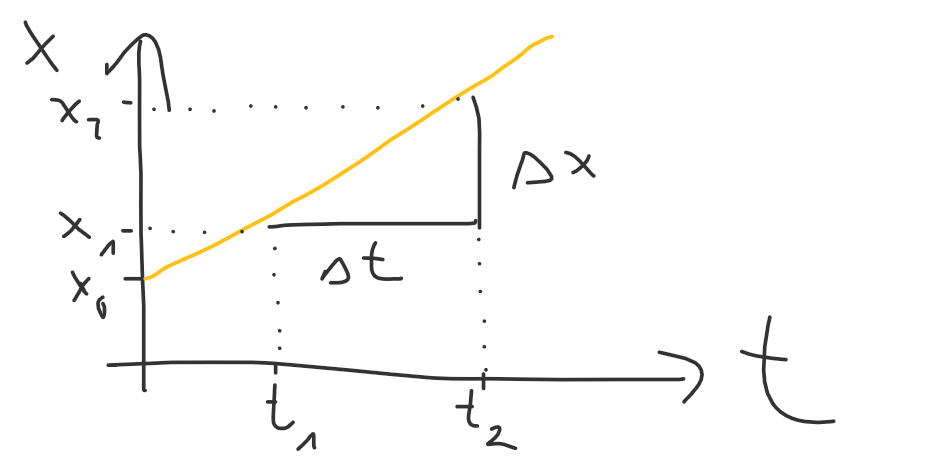 x
x₂
Δx
x₁
Δt
x₀
t
t₁
t₂